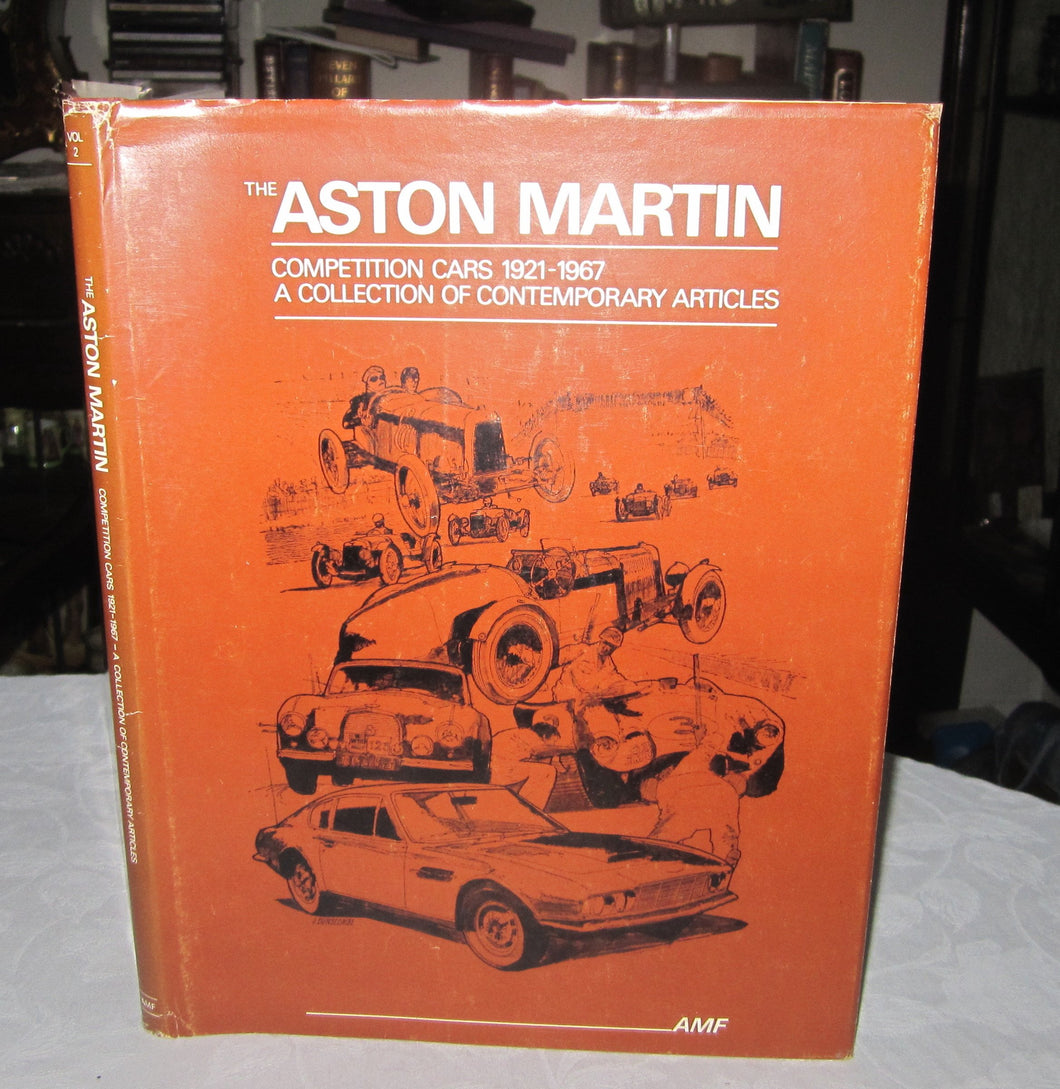 THE ASTON MARTIN
COMPETITION CARS 1921-1967
A COLLECTION OF CONTEMPORARY ARTICLES
AMF
VOL.
2
THE ASTON MARTIN COMPETITION CARS 1921-1967 - A COLLECTION OF CONTEMPORARY ARTICLES
AMF